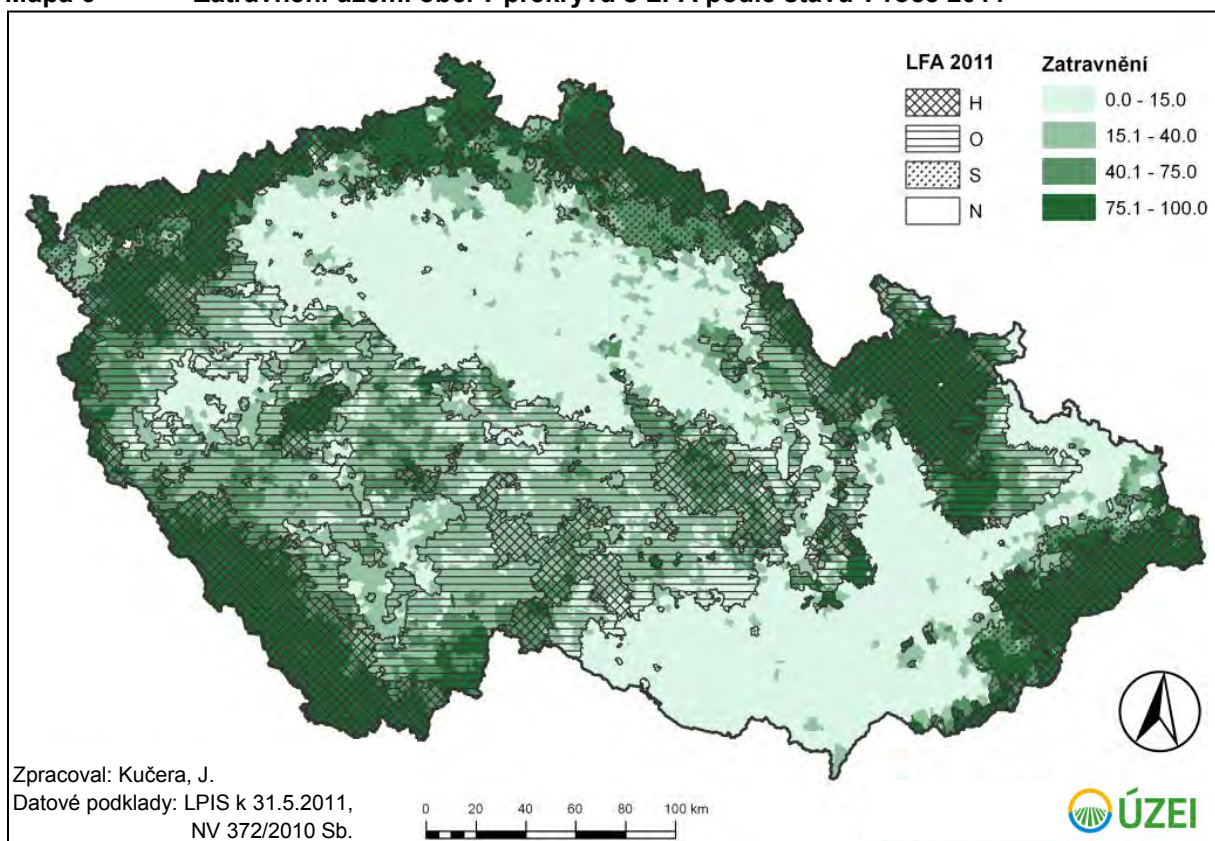 LFA 2011
H
O
S
N
Zatravnění
0.0 - 15.0
15.1 - 40.0
40.1 - 75.0
75.1 - 100.0
Zpracoval: Kučera, J.
Datové podklady: LPIS k 31.5.2011,
NV 372/2010 Sb.
0 20 40 60 80 100 km
ÚZEI